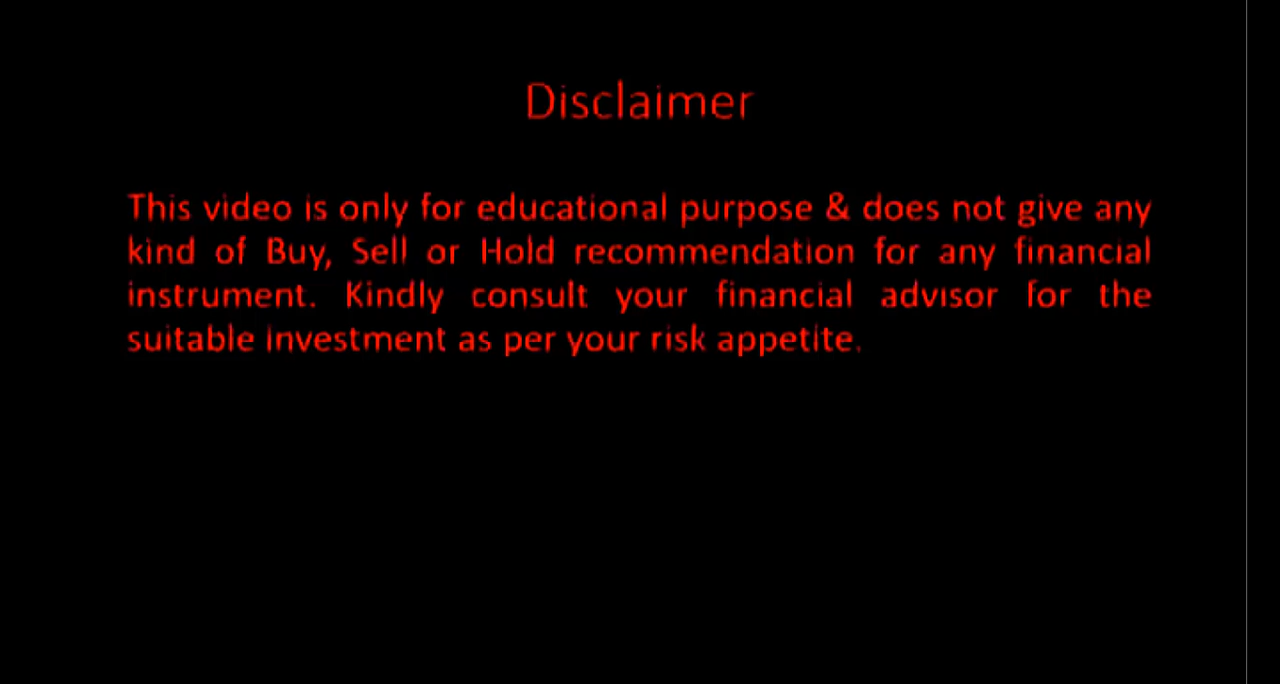 Disclaimer
This video is only for educational purpose & does not give any
kind of Buy, Sell or Hold recommendation for any financial
instrument. Kindly consult your financial advisor for the
suitable investment as per your risk appetite.